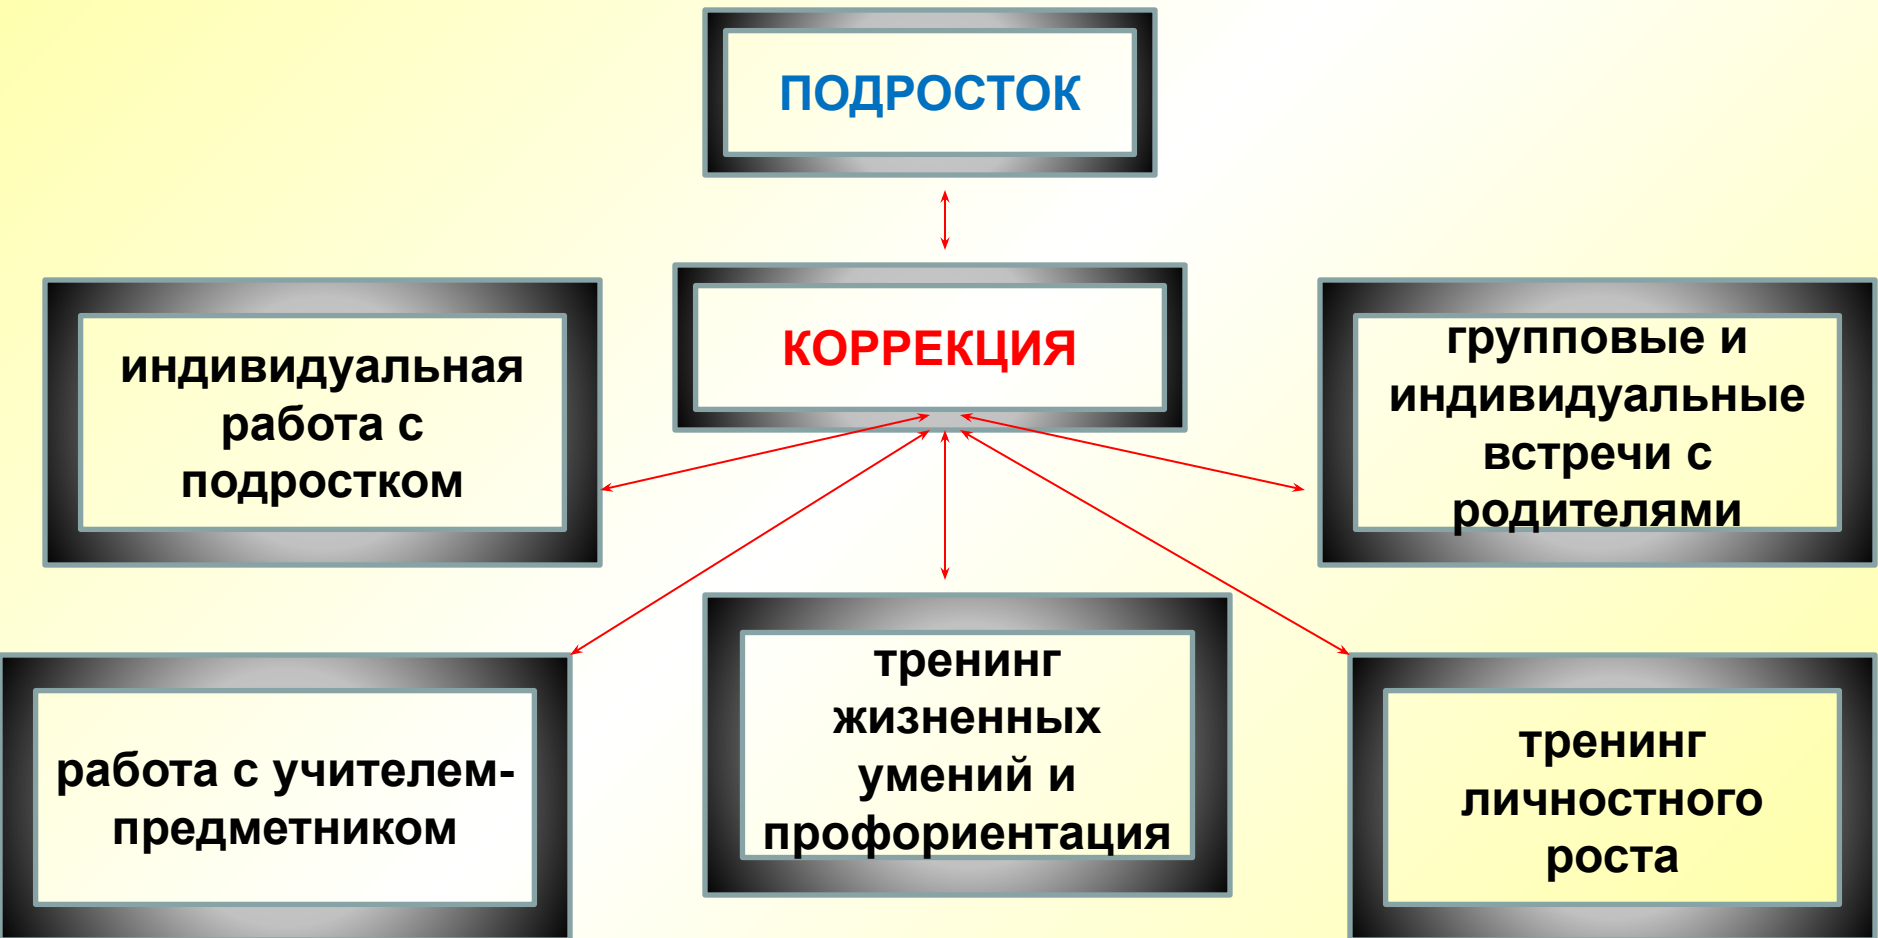 ПОДРОСТОК
КОРРЕКЦИЯ
индивидуальная
работа с
подростком
групповые и
индивидуальные
встречи с
родителями
работа с учителем-
предметником
тренинг
жизненных
умений и
профориентация
тренинг
личностного
роста